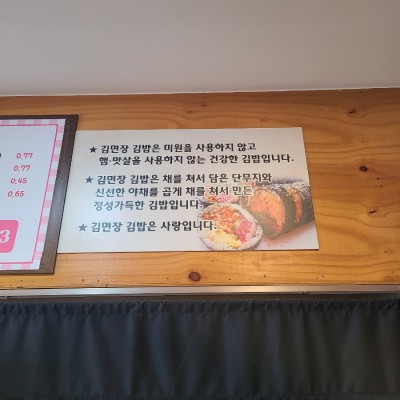 ★ 김면장 김밥은 미원을 사용하지 않고
햄·맛살을 사용하지 않는 건강한 김밥입니다.
★ 김면장 김밥은 채를 쳐서 담은 단무지와
신선한 야채를 곱게 채를 쳐서 만든
정성가득한 김밥입니다.
★ 김면장 김밥은 사랑입니다.
0.77
0.77
0.45
0.65
3